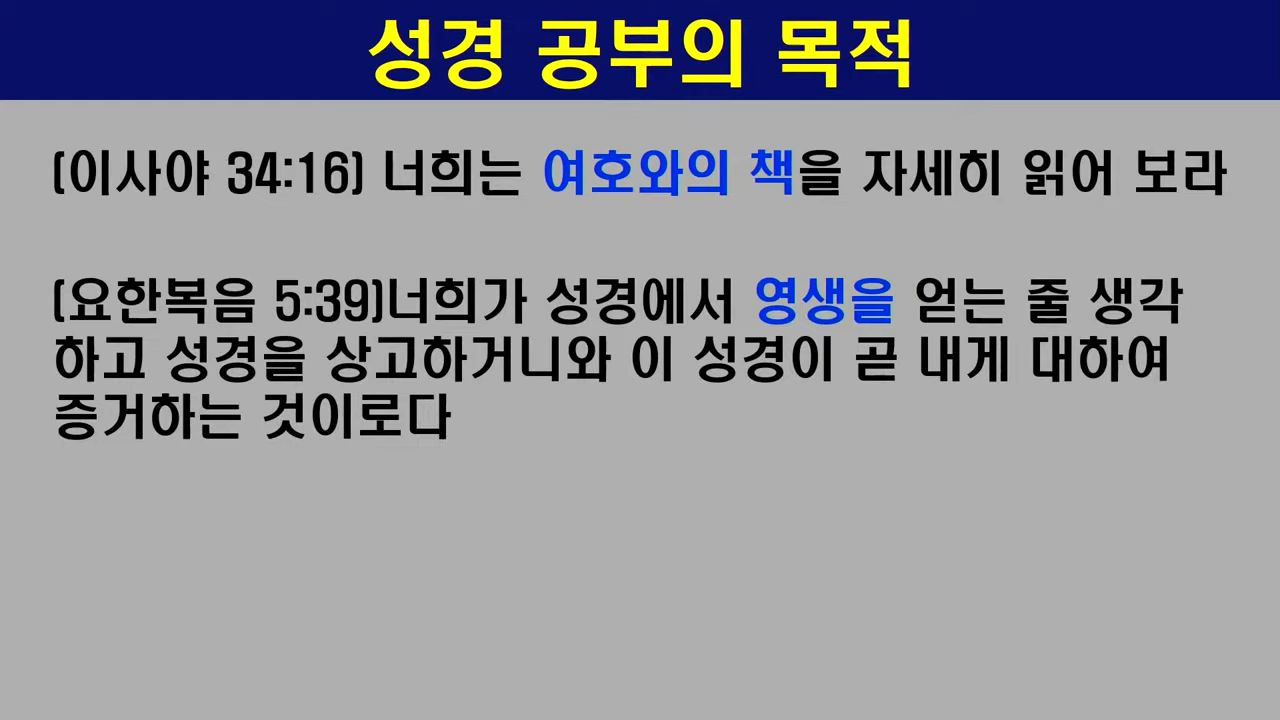 성경 공부의 목적
(이사야 34:16) 너희는 여호와의 책을 자세히 읽어 보라
(요한복음 5:39)너희가 성경에서 영생을 얻는 줄 생각
하고 성경을 상고하거니와 이 성경이 곧 내게 대하여
증거하는 것이로다